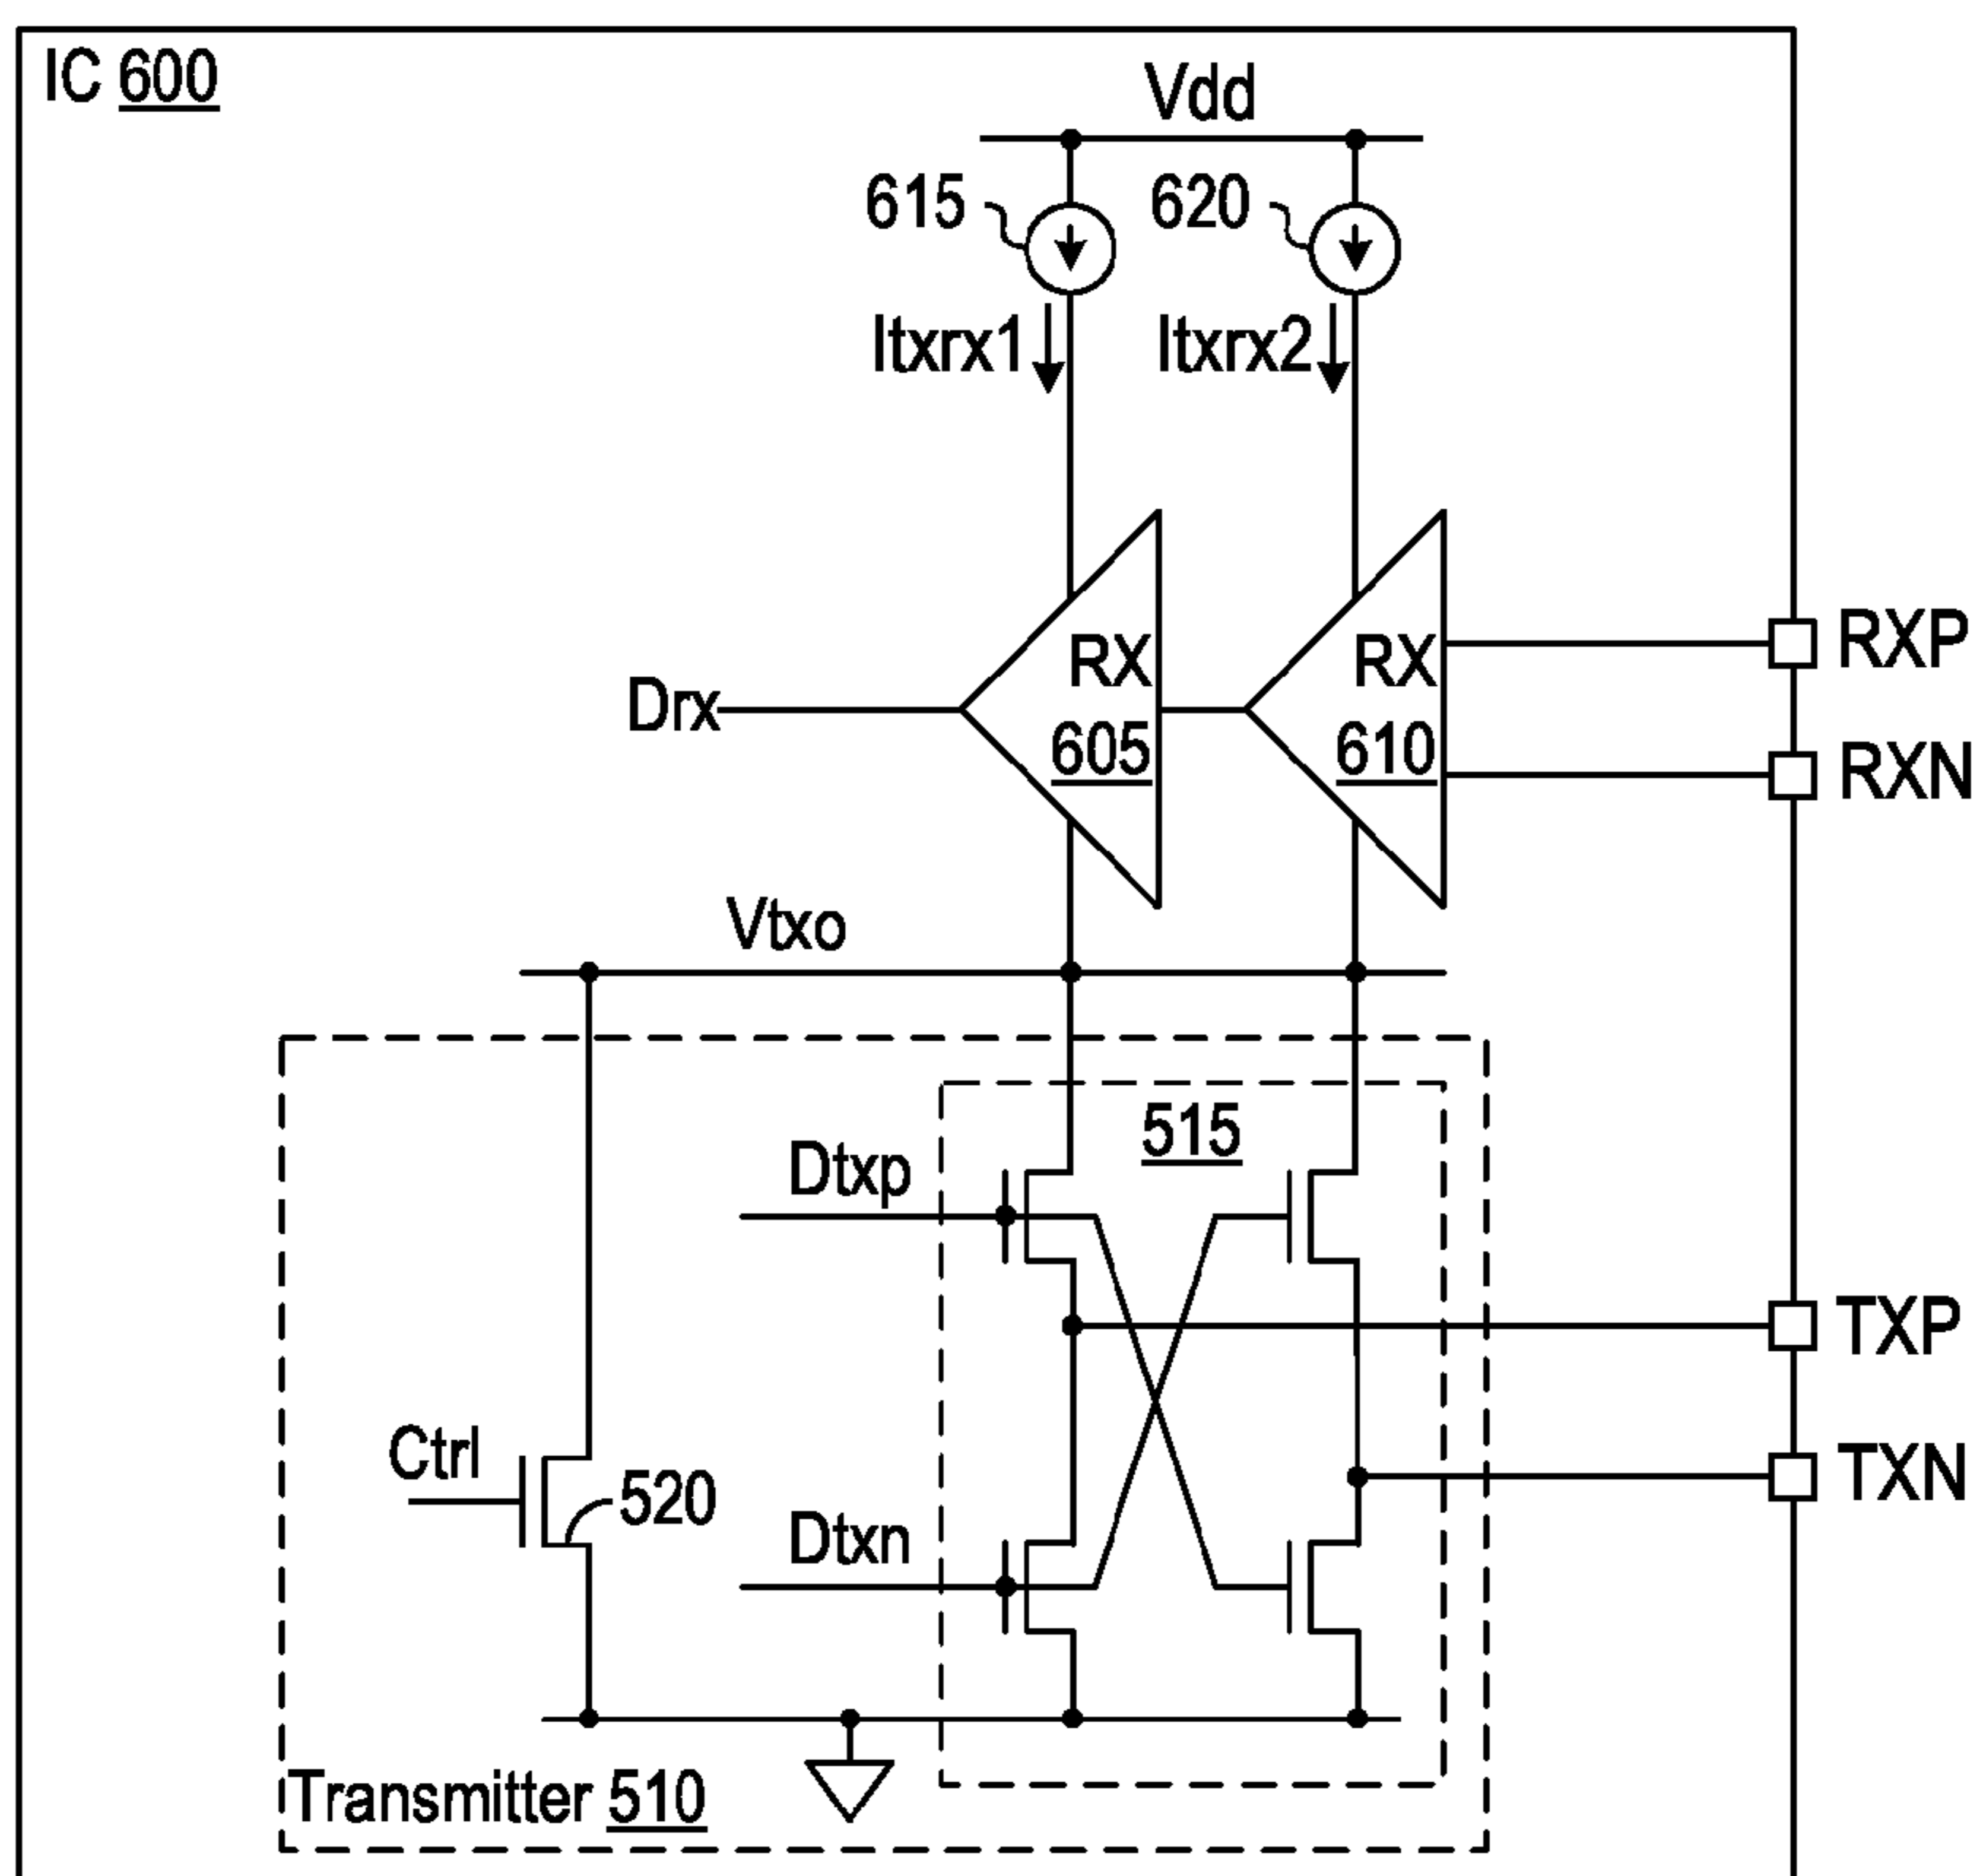 IC 600
Vdd
615
620
Itxrx1
Itxrx2
RX
605
RX
610
RXP
RXN
Drx
Vtxo
515
Dtxp
TXP
Ctrl
520
TXN
Dtxn
Transmitter 510